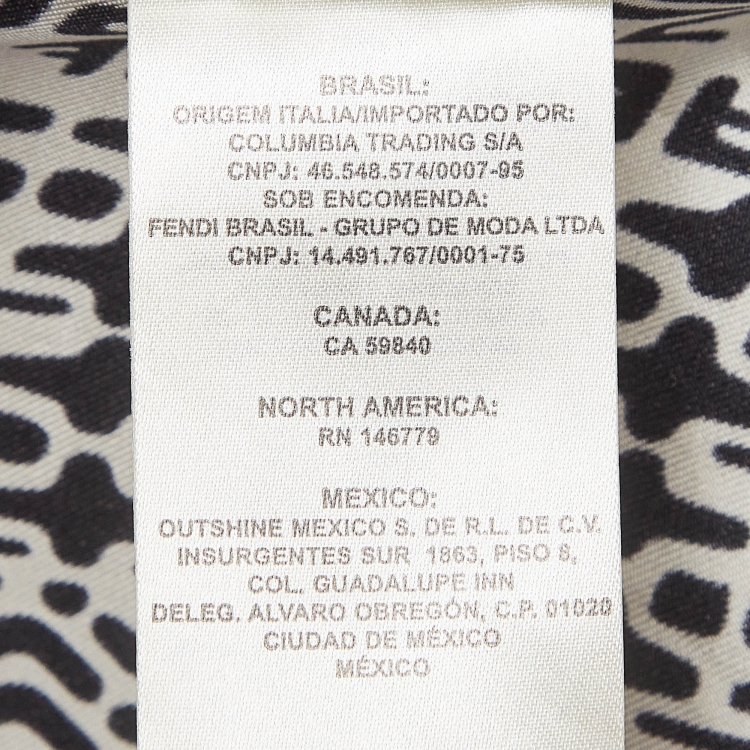 BRASIL:
ORIGEM ITALIA/IMPORTADO POR:
COLUMBIA TRADING S/A
CNPJ: 46.548.574/0007-95
SOB ENCOMENDA:
FENDI BRASIL - GRUPO DE MODA LTDA
CNPJ: 14.491.767/0001-75
CANADA:
CA 59840
NORTH AMERICA:
RN 146779
MEXICO:
OUTSHINE MEXICO S. DE R.L. DE C.V.
INSURGENTES SUR 1863, PISO 8,
COL. GUADALUPE INN
DELEG. ALVARO OBREGÓN, C.P. 01020
CIUDAD DE MÉXICO
MÉXICO